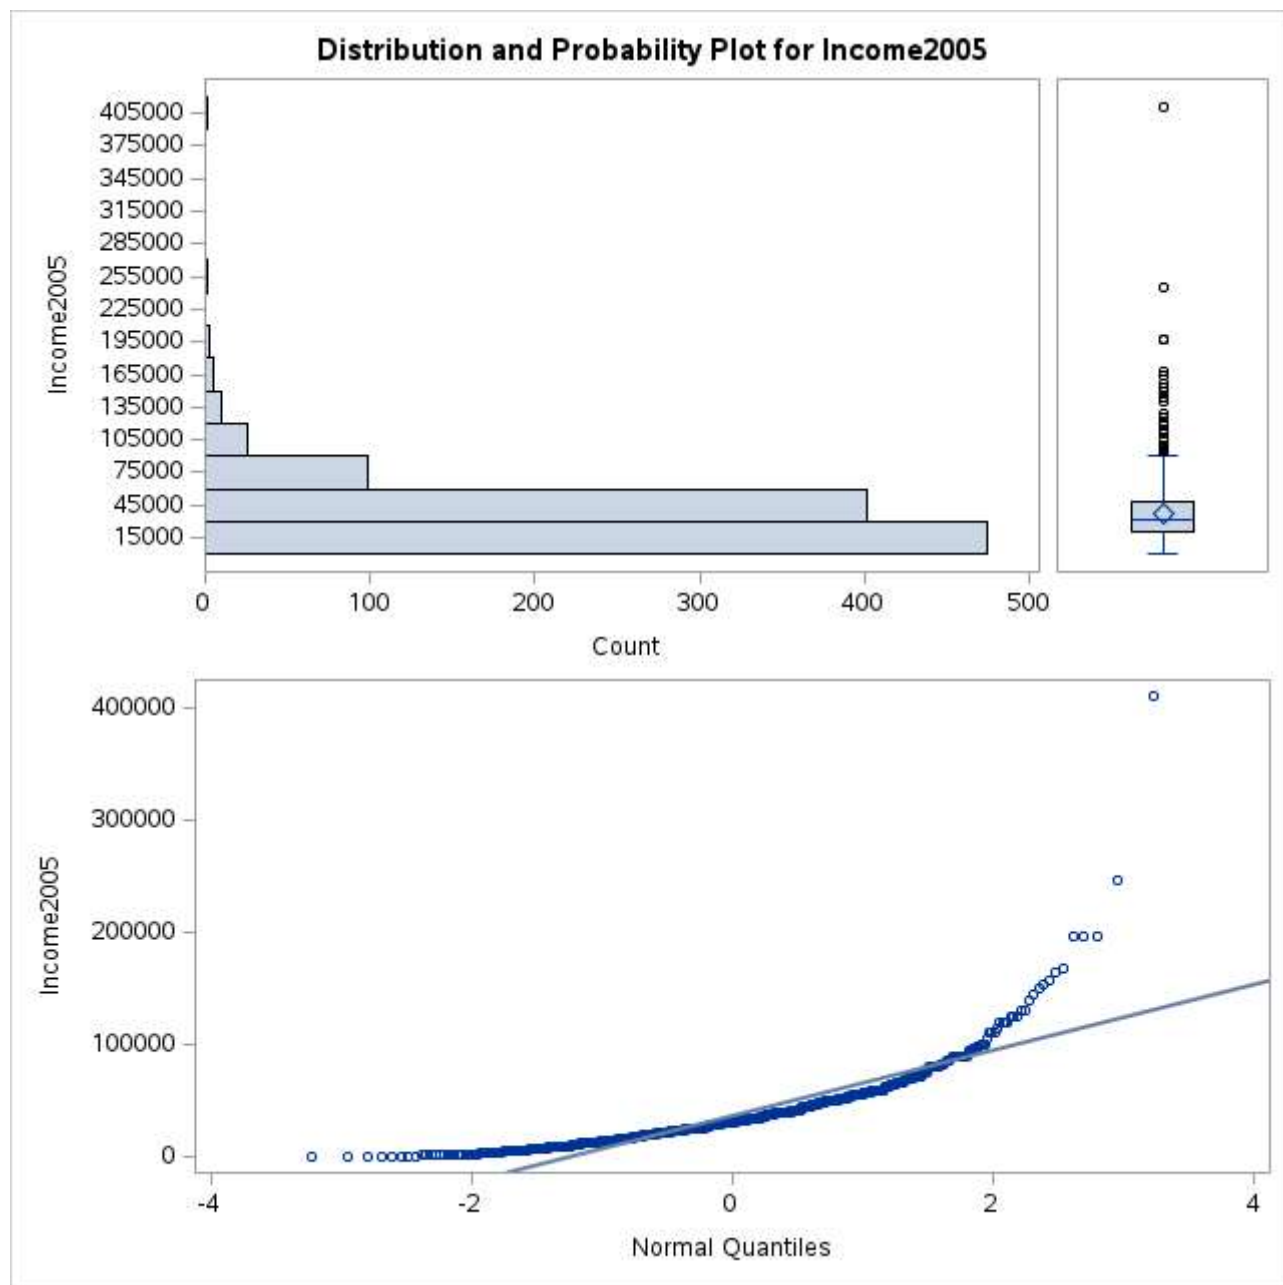 Distribution and Probability Plot for Income2005
Income2005
405000
375000
345000
315000
285000
255000
225000
195000
165000
135000
105000
75000
45000
15000
0 100 200 300 400 500
Count
Income2005
400000
300000
200000
100000
0
-4 -2 0 2 4
Normal Quantiles